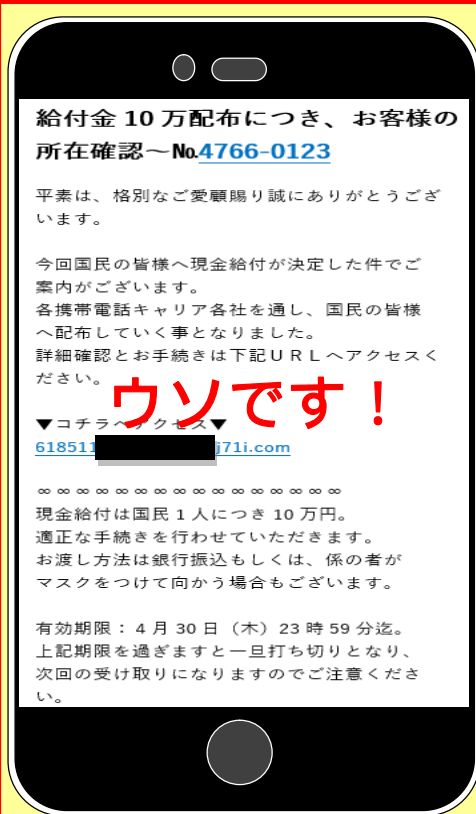 給付金 10 万配布につき、お客様の
所在確認～№4766-0123
平素は、格別なご愛顧賜り誠にありがとうござ
います。
今回国民の皆様へ現金給付が決定した件でご
案内がございます。
各携帯電話キャリア各社を通し、国民の皆様
へ配布していく事となりました。
詳細確認とお手続きは下記ＵＲＬへアクセスく
ださい。
ウソです！
▼コチラへアクセス▼
61851 j71i.com
∞∞∞∞∞∞∞∞∞∞∞∞∞∞∞∞
現金給付は国民 1 人につき 10 万円。
適正な手続きを行わせていただきます。
お渡し方法は銀行振込もしくは、係の者が
マスクをつけて向かう場合もございます。
有効期限：4 月 30 日（木）23 時 59 分迄。
上記期限を過ぎますと一旦打ち切りとなり、
次回の受け取りになりますのでご注意くださ
い。